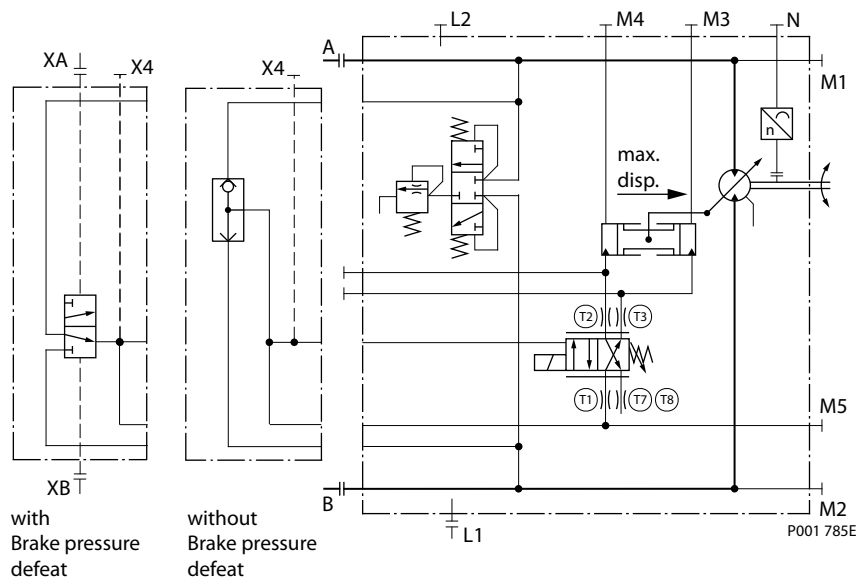 L2
M4
M3
N
A
XA
X4
X4
M1
n
max.
disp.
T2
T3
T1
T7
T8
M5
XB
B
M2
L1
P001 785E
with
Brake pressure
defeat
without
Brake pressure
defeat